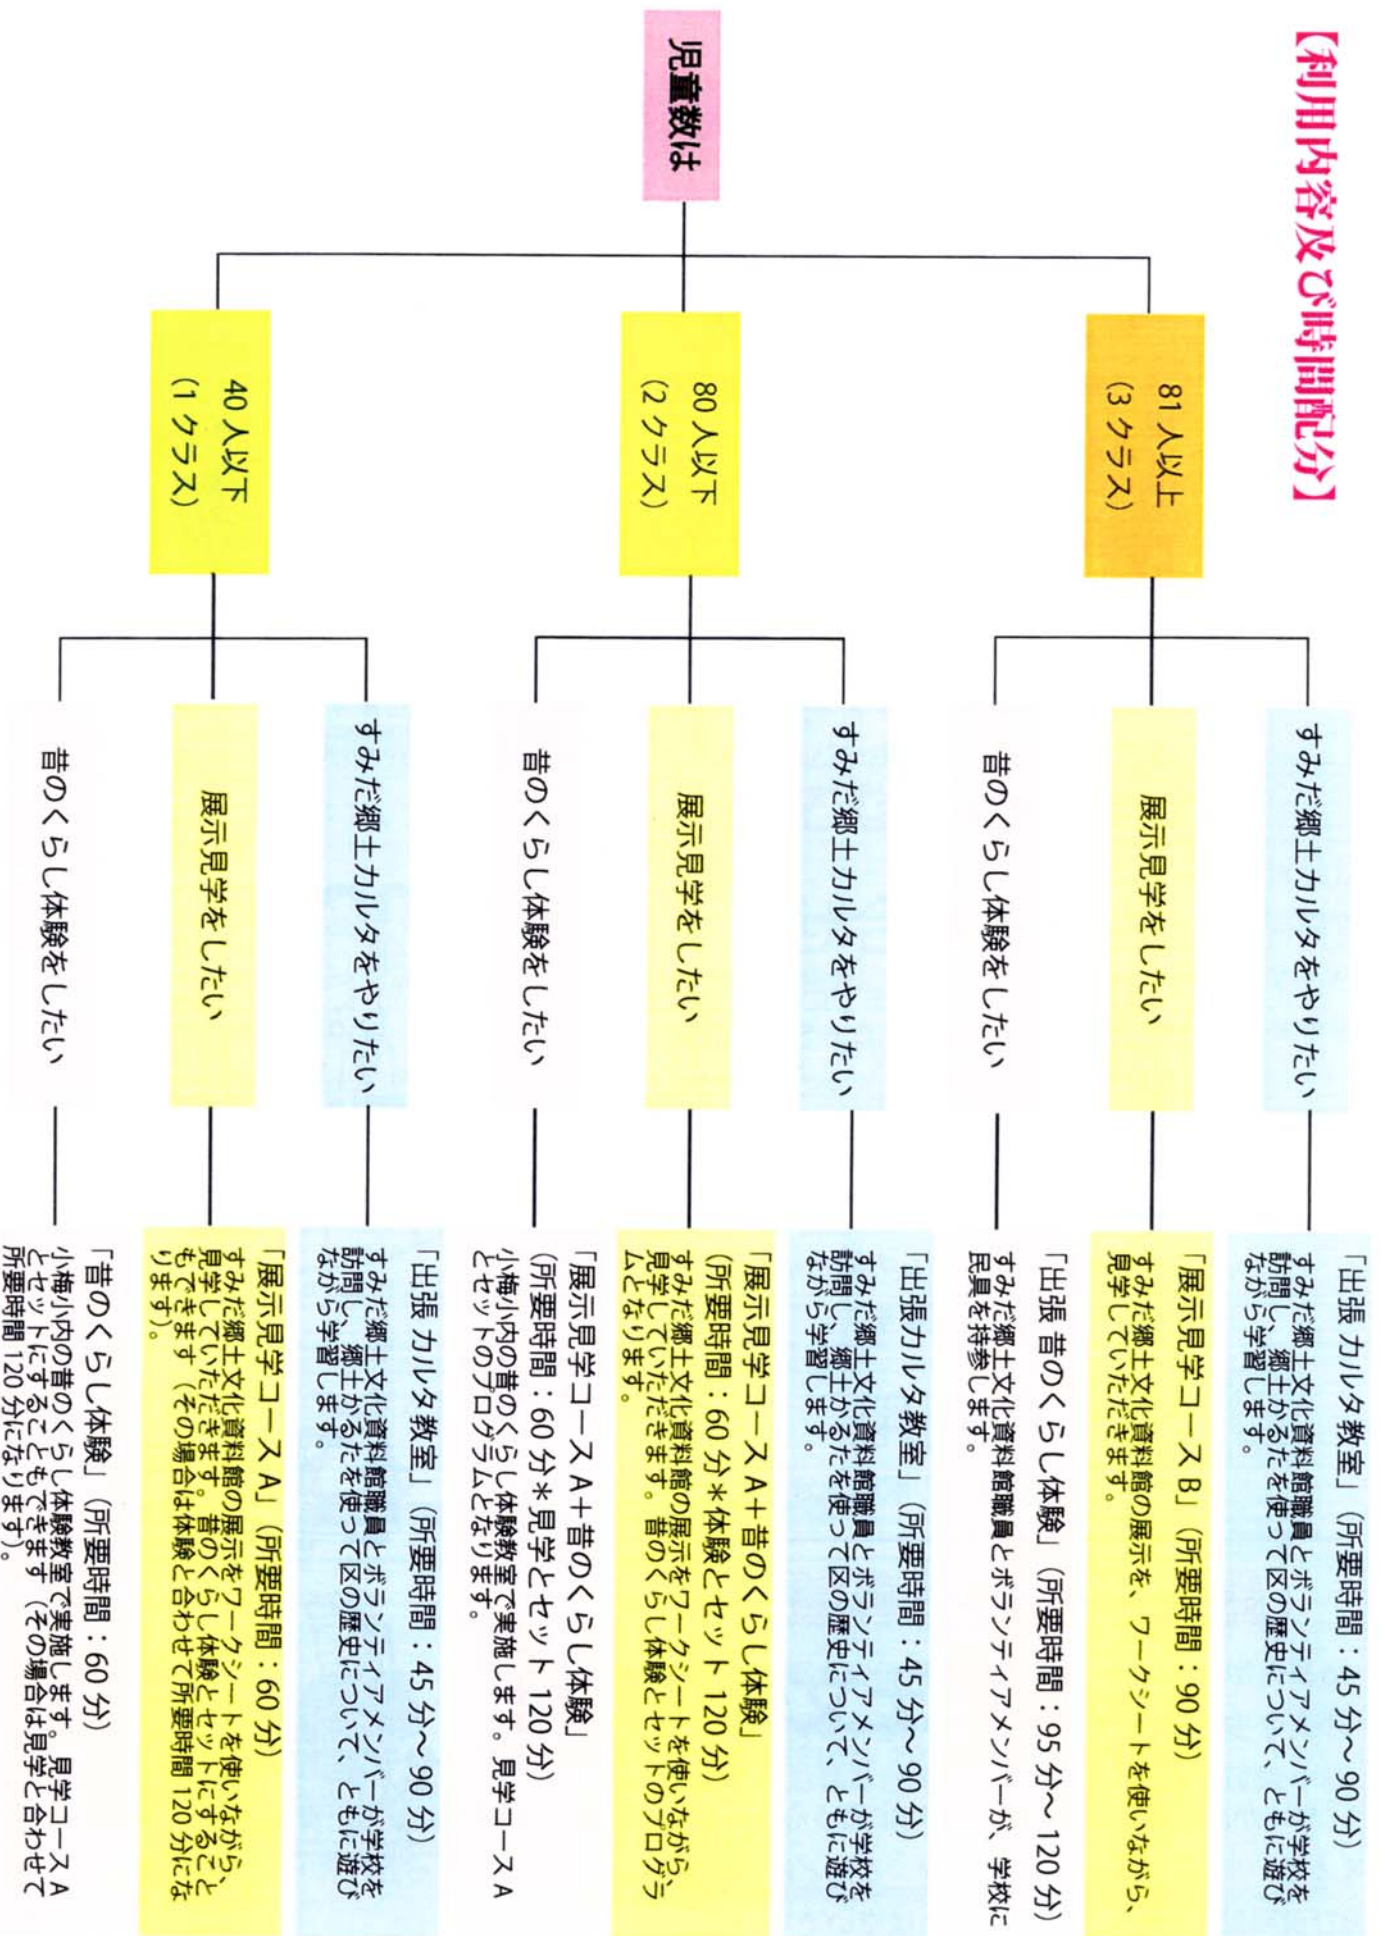 【利用内容及び時間配分】
児童数は
81人以上
(3クラス)
すみだ郷土カルタをやりたい
「出張 カルタ教室」(所要時間：45分～90分)
すみだ郷土文化資料館職員とボランティアメンバーが学校を
訪問し、郷土かるたを使って区の歴史について、ともに遊び
ながら学習します。
展示見学をしたい
「展示見学コースB」(所要時間：90分)
すみだ郷土文化資料館の展示を、ワークシートを使いながら、
見学していただきます。
昔のくらし体験をしたい
「出張 昔のくらし体験」(所要時間：95分～120分)
すみだ郷土文化資料館職員とボランティアメンバーが、学校に
民具を持参します。
80人以下
(2クラス)
すみだ郷土カルタをやりたい
「出張カルタ教室」(所要時間：45分～90分)
すみだ郷土文化資料館職員とボランティアメンバーが学校を
訪問し、郷土かるたを使って区の歴史について、ともに遊び
ながら学習します。
展示見学をしたい
「展示見学コースA＋昔のくらし体験」
(所要時間：60分＊体験とセット120分)
すみだ郷土文化資料館の展示をワークシートを使いながら、
見学していただきます。昔のくらし体験とセットのプログラ
ムとなります。
昔のくらし体験をしたい
「展示見学コースA＋昔のくらし体験」
(所要時間：60分＊見学とセット120分)
小梅小内の昔のくらし体験教室で実施します。見学コースA
とセットのプログラムとなります。
40人以下
(1クラス)
すみだ郷土カルタをやりたい
「出張 カルタ教室」(所要時間：45分～90分)
すみだ郷土文化資料館職員とボランティアメンバーが学校を
訪問し、郷土かるたを使って区の歴史について、ともに遊び
ながら学習します。
展示見学をしたい
「展示見学コースA」(所要時間：60分)
すみだ郷土文化資料館の展示をワークシートを使いながら、
見学していただきます。昔のくらし体験とセットにすること
もできます（その場合は体験と合わせて所要時間120分にな
ります）。
昔のくらし体験をしたい
「昔のくらし体験」(所要時間：60分)
小梅小内の昔のくらし体験教室で実施します。見学コースA
とセットにすることもできます（その場合は見学と合わせて
所要時間120分になります）。